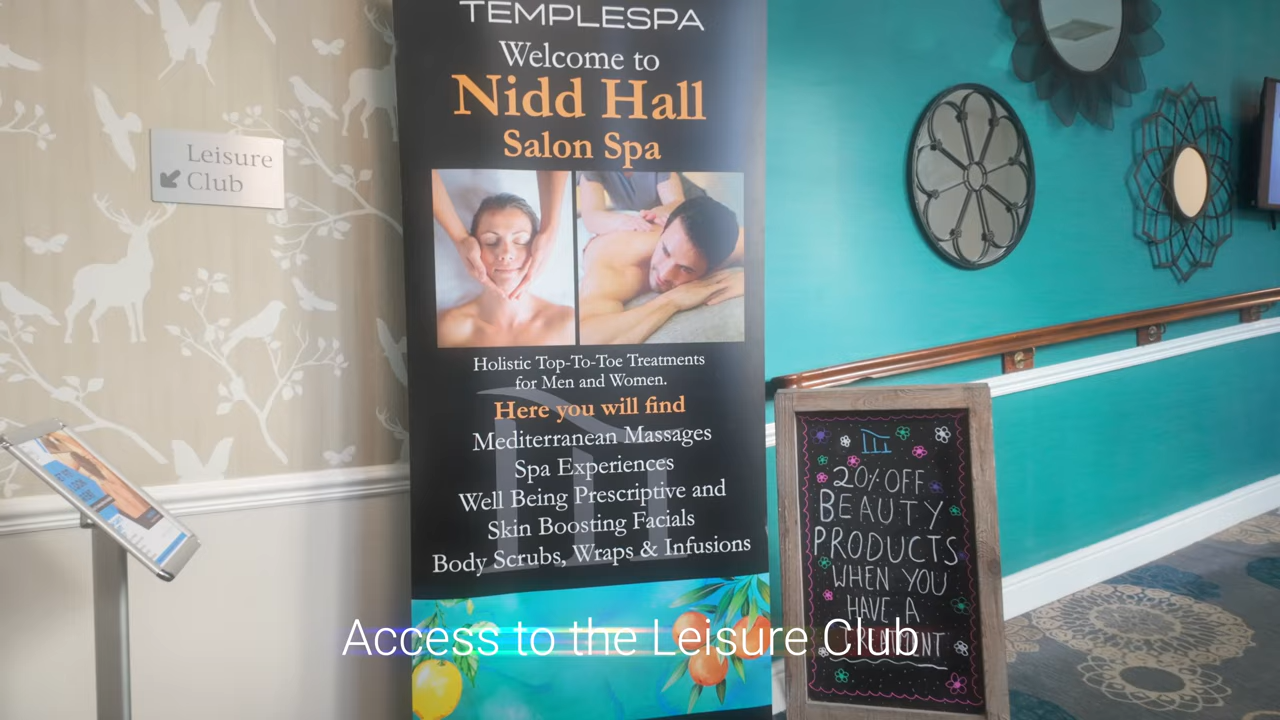 Leisure
Club
TEMPLESPA
Welcome to
Nidd Hall
Salon Spa
Holistic Top-To-Toe Treatments
for Men and Women.
Here you will find
Mediterranean Massages
Spa Experiences
Well Being Prescriptive and
Skin Boosting Facials
Body Scrubs, Wraps & Infusions
20% OFF
BEAUTY
PRODUCTS
WHEN YOU
HAVE A
TREATMENT
Access to the Leisure Club